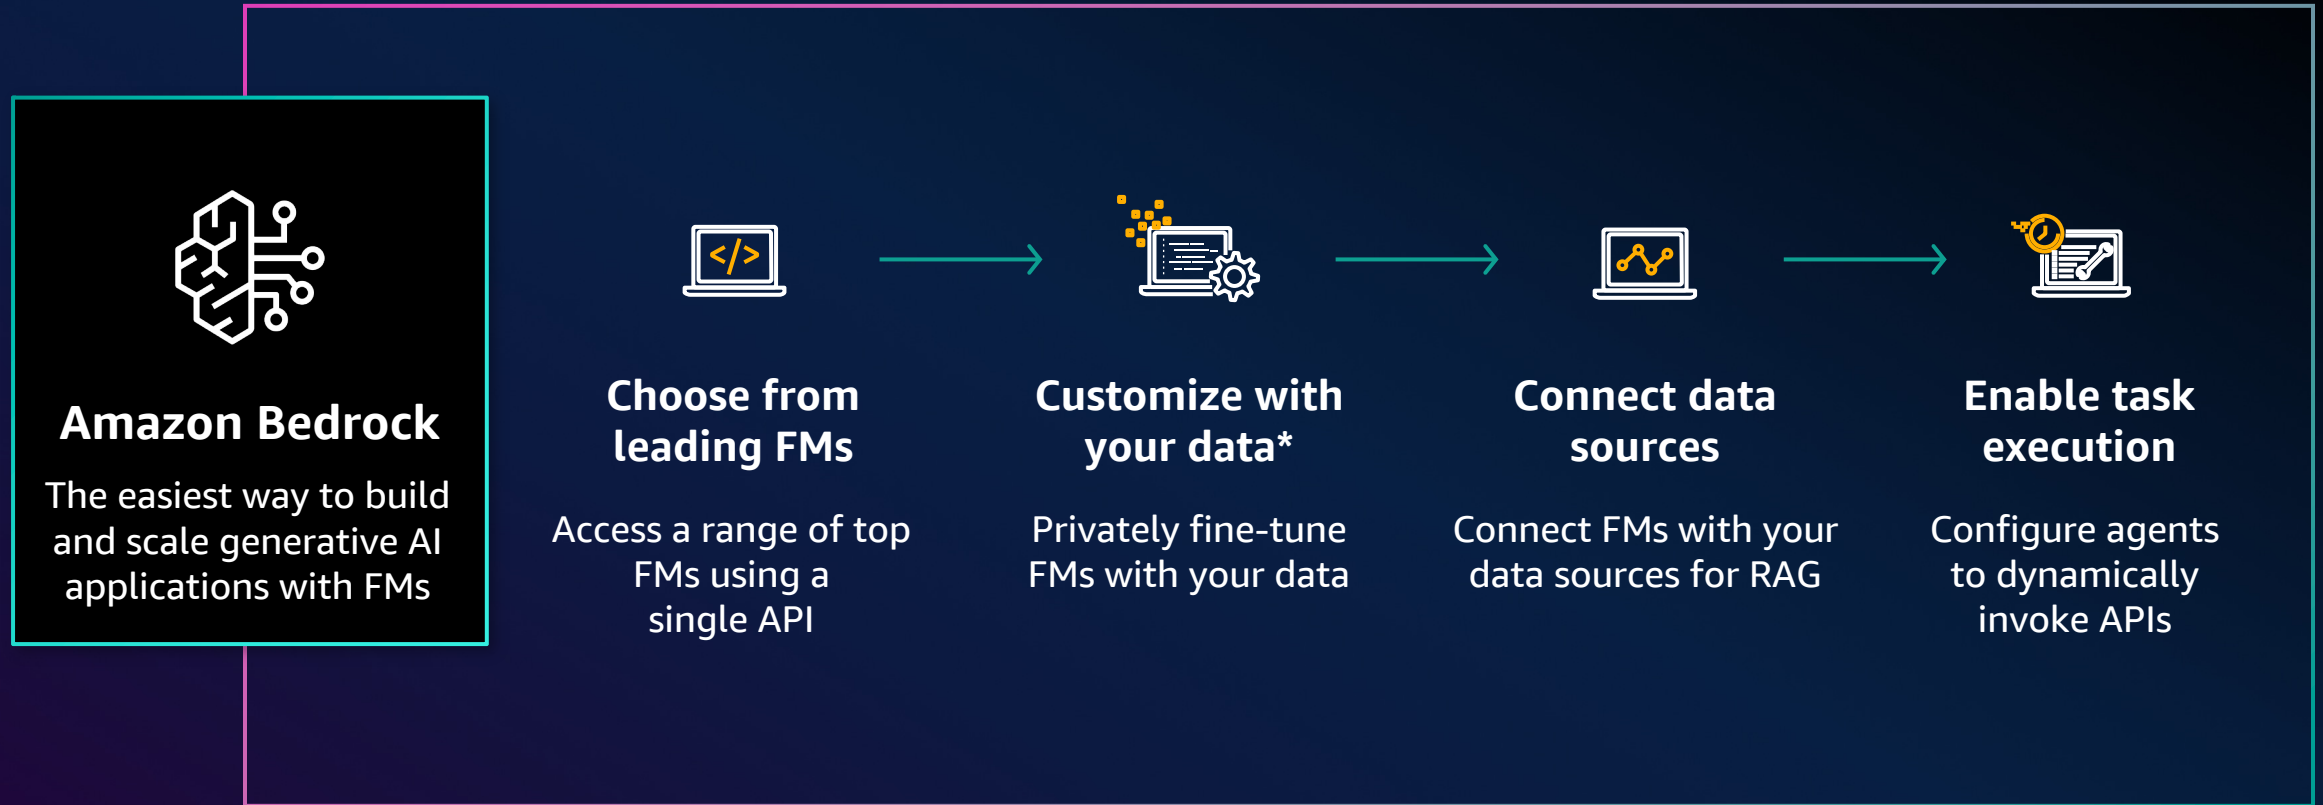 Amazon Bedrock
The easiest way to build
and scale generative AI
applications with FMs
</>
Choose from
leading FMs
Access a range of top
FMs using a
single API
Customize with
your data*
Privately fine-tune
FMs with your data
Connect data
sources
Connect FMs with your
data sources for RAG
Enable task
execution
Configure agents
to dynamically
invoke APIs